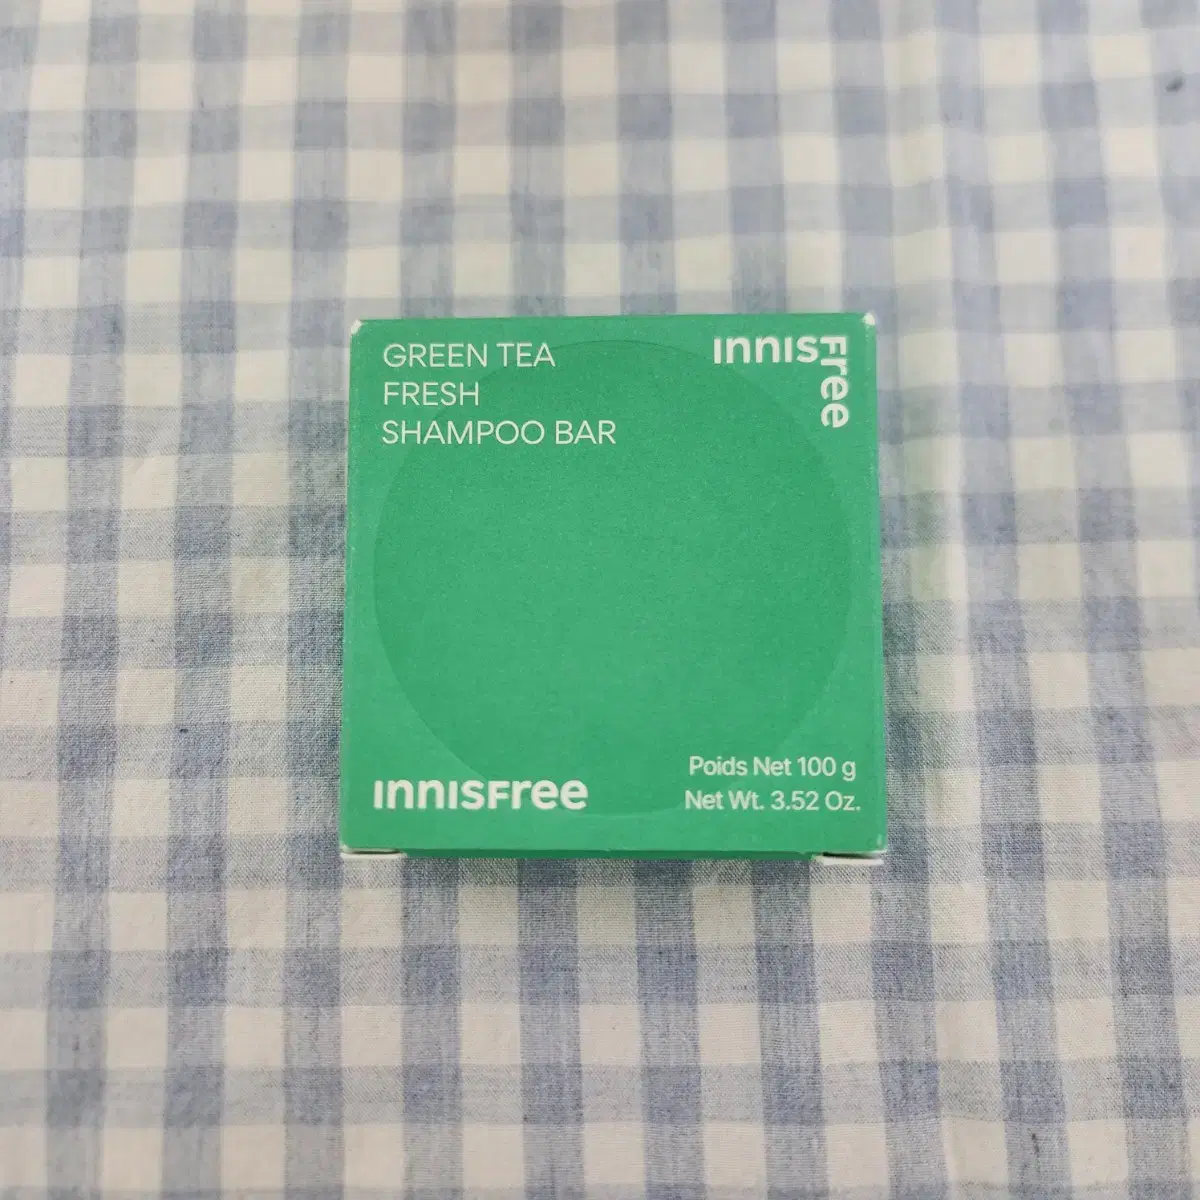 GREEN TEA
FRESH
SHAMPOO BAR
INNISFree
INNISFree
Poids Net 100 g
Net Wt. 3.52 Oz.